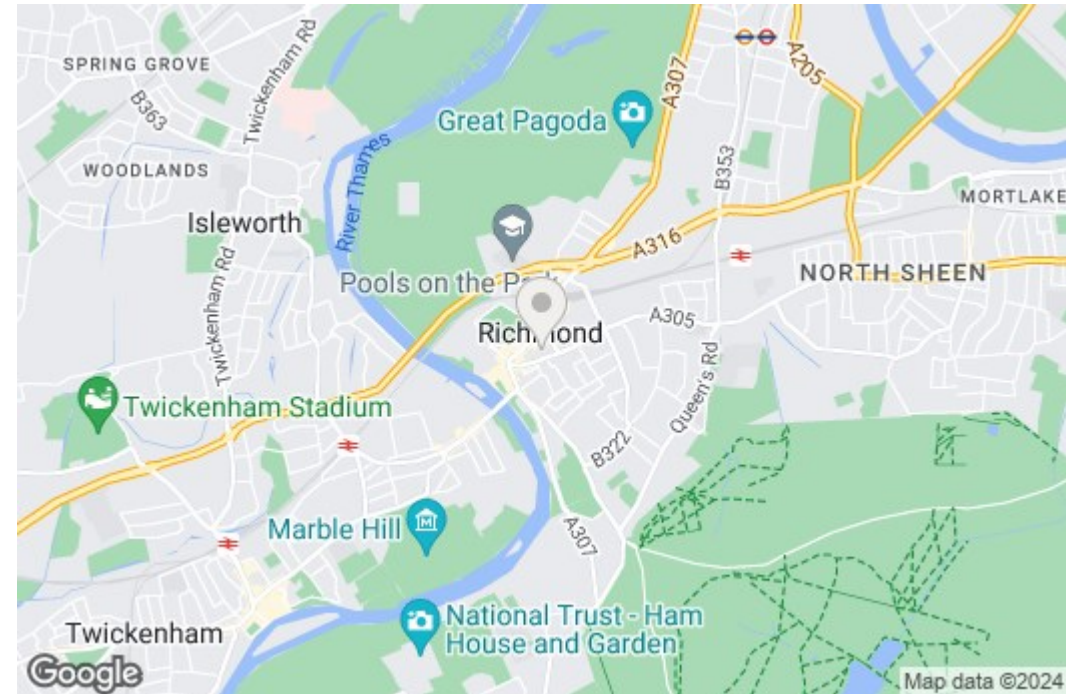 SPRING GROVE
B363
Twickenham Rd
WOODLANDS
Isleworth
Twickenham Rd
River Thames
Great Pagoda
A307
A205
B353
MORTLAKE
A316
Pools on the Park
NORTH SHEEN
Richmond
A305
Queen's Rd
Twickenham Stadium
B322
Marble Hill
A307
National Trust - Ham
House and Garden
Twickenham
Google
Map data ©2024